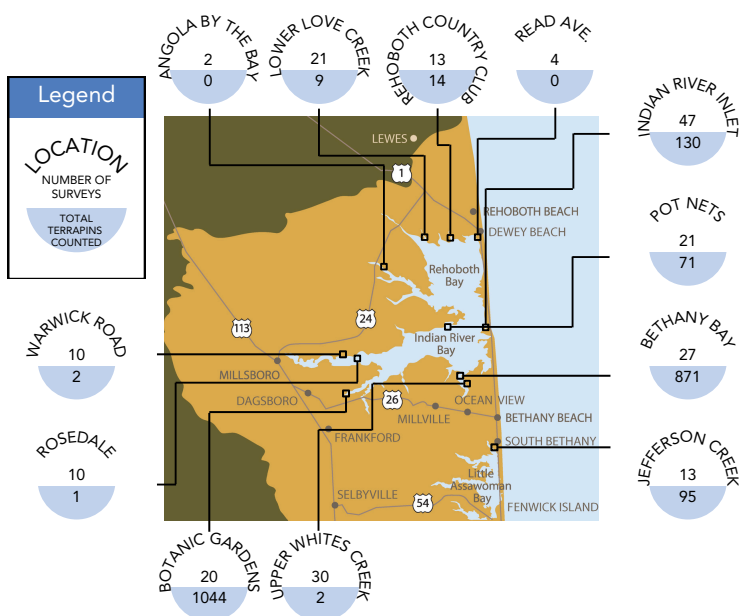 ANGOLA BY THE BAY
2
0
LOWER LOVE CREEK
21
9
REHOBOTH COUNTRY CLUB
13
14
READ AVE.
4
0
Legend
LOCATION
NUMBER OF
SURVEYS
TOTAL
TERRAPINS
COUNTED
INDIAN RIVER INLET
47
130
POT NETS
21
71
BETHANY BAY
27
871
JEFFERSON CREEK
13
95
WARWICK ROAD
10
2
ROSEDALE
10
1
BOTANIC GARDENS
20
1044
UPPER WHITES CREEK
30
2
LEWES
1
REHOBOTH BEACH
DEWEY BEACH
Rehoboth
Bay
24
113
Indian River
Bay
MILLSBORO
DAGSBORO
26
OCEAN VIEW
MILLVILLE
BETHANY BEACH
FRANKFORD
SOUTH BETHANY
Little
Assawoman
Bay
SELBYVILLE
54
FENWICK ISLAND